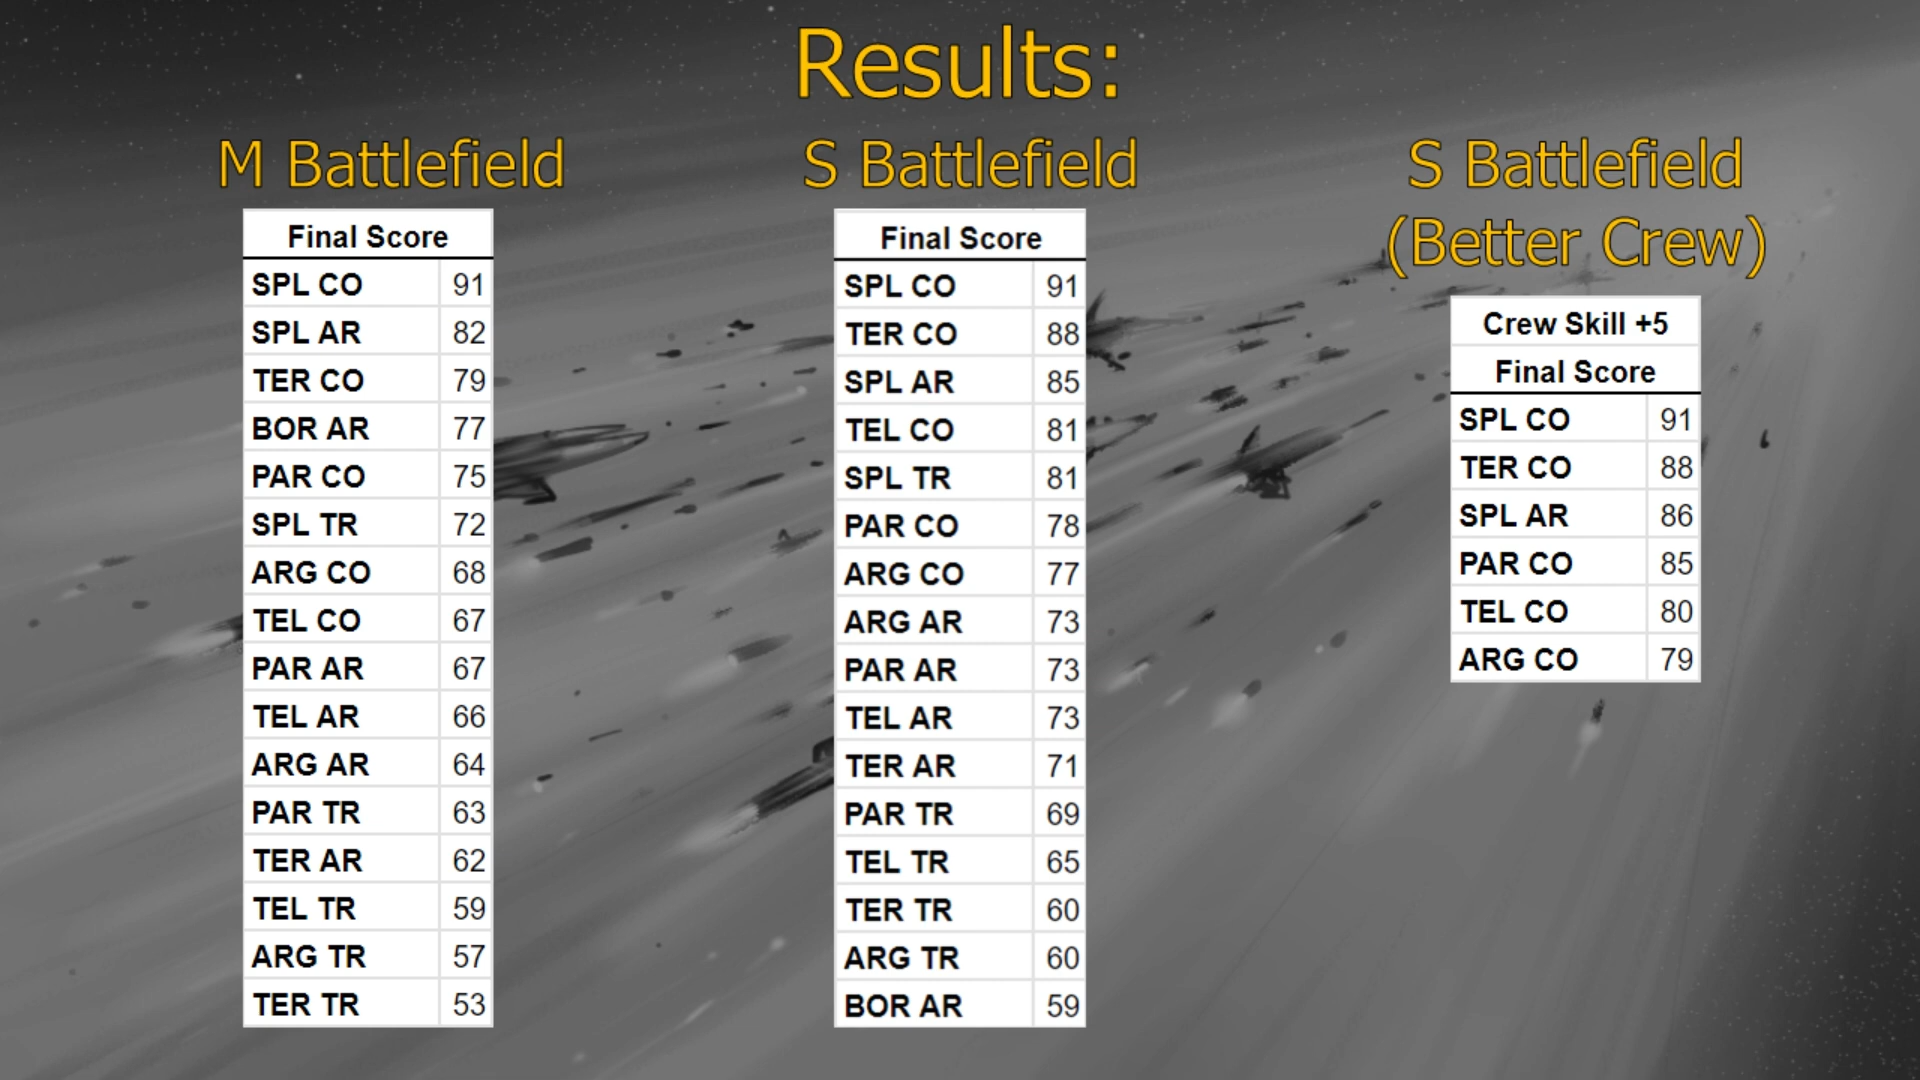 Results:
M Battlefield
Final Score
SPL CO 91
SPL AR 82
TER CO 79
BOR AR 77
PAR CO 75
SPL TR 72
ARG CO 68
TEL CO 67
PAR AR 67
TEL AR 66
ARG AR 64
PAR TR 63
TER AR 62
TEL TR 59
ARG TR 57
TER TR 53
S Battlefield
Final Score
SPL CO 91
TER CO 88
SPL AR 85
TEL CO 81
SPL TR 81
PAR CO 78
ARG CO 77
ARG AR 73
PAR AR 73
TEL AR 73
TER AR 71
PAR TR 69
TEL TR 65
TER TR 60
ARG TR 60
BOR AR 59
S Battlefield
(Better Crew)
Crew Skill +5
Final Score
SPL CO 91
TER CO 88
SPL AR 86
PAR CO 85
TEL CO 80
ARG CO 79